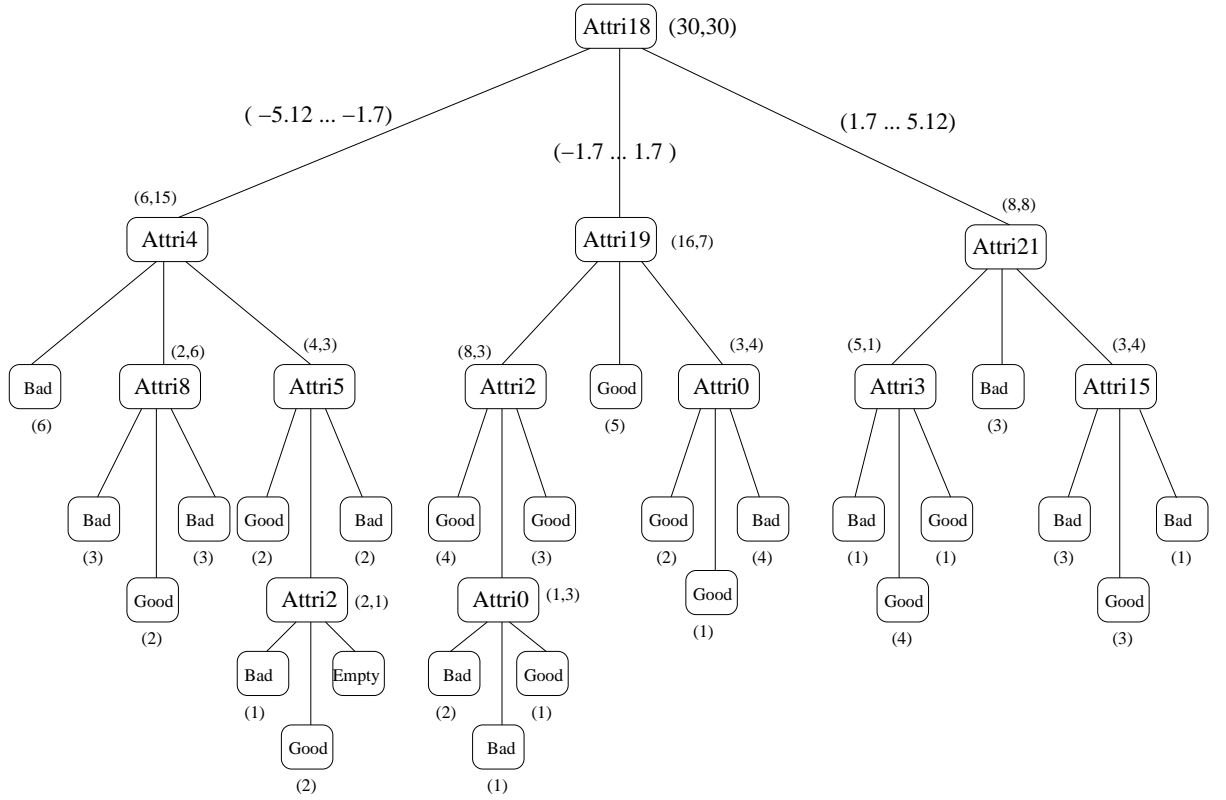 Attri18 (30,30)
( −5.12 ... −1.7)
(−1.7 ... 1.7 )
(1.7 ... 5.12)
(6,15)
(8,8)
Attri4
Attri19 (16,7)
Attri21
(2,6)
(4,3)
(8,3)
(3,4)
(5,1)
(3,4)
Bad
Attri8
Attri5
Attri2
Good
Attri0
Attri3
Bad
Attri15
(6)
(5)
(3)
Bad
Bad
Good
Bad
Good
Good
Good
Bad
Bad
Good
Bad
Bad
(3)
(3)
(2)
(2)
(4)
(3)
(2)
(4)
(1)
(1)
(3)
(1)
Good
Attri2 (2,1)
Attri0 (1,3)
Good
Good
Good
(2)
(1)
(4)
(3)
Bad
Empty
Bad
Good
(1)
(2)
(1)
Good
Bad
(2)
(1)